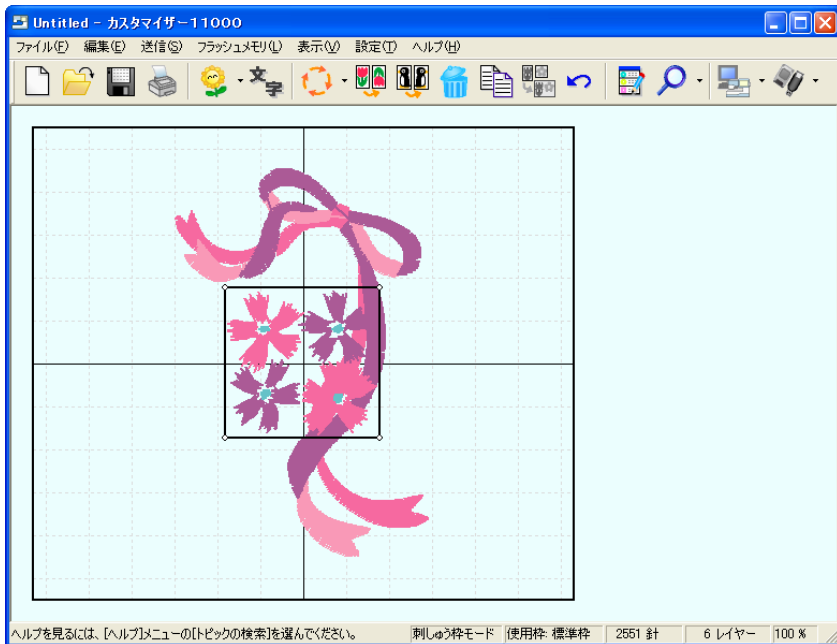 Untitled - カスタマイザー11000
ファイル(F) 編集(E) 送信(S) フラッシュメモリ(L) 表示(V) 設定(T) ヘルプ(H)
文字
ヘルプを見るには、[ヘルプ]メニューの[トピックの検索]を選んでください。 刺しゅう枠モード 使用枠: 標準枠 2551 針 6 レイヤー 100 %